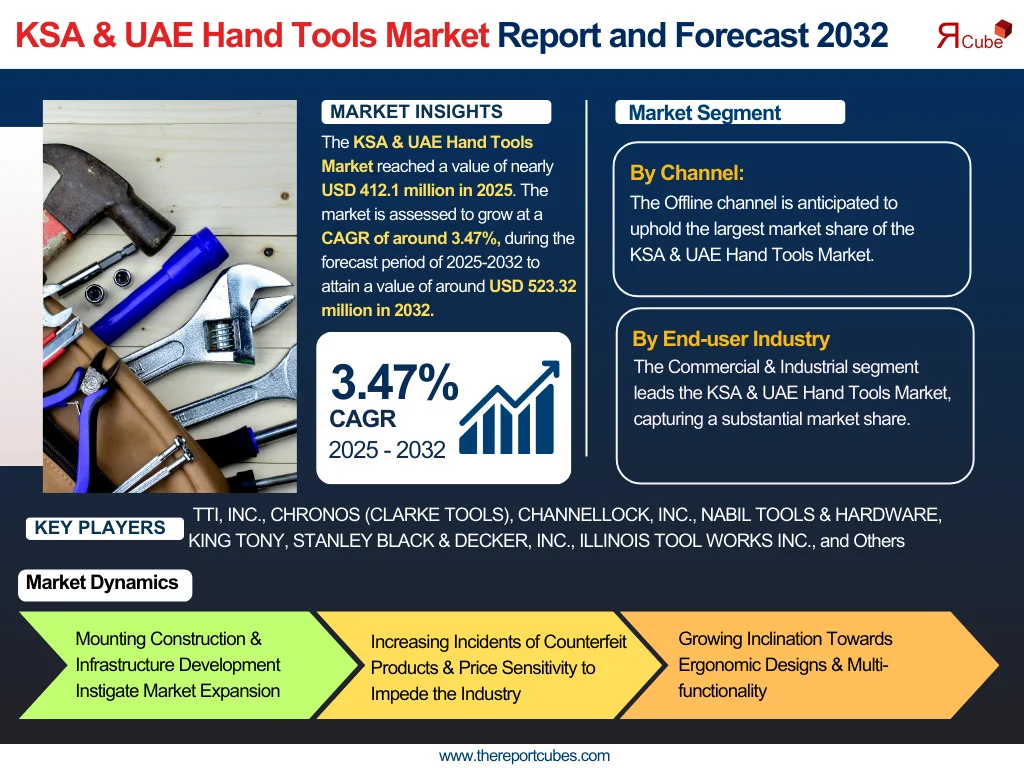 KSA & UAE Hand Tools Market Report and Forecast 2032
RCube
MARKET INSIGHTS
The KSA & UAE Hand Tools
Market reached a value of nearly
USD 412.1 million in 2025. The
market is assessed to grow at a
CAGR of around 3.47%, during the
forecast period of 2025-2032 to
attain a value of around USD 523.32
million in 2032.
3.47%
CAGR
2025 - 2032
Market Segment
By Channel:
The Offline channel is anticipated to
uphold the largest market share of the
KSA & UAE Hand Tools Market.
By End-user Industry
The Commercial & Industrial segment
leads the KSA & UAE Hand Tools Market,
capturing a substantial market share.
KEY PLAYERS
TTI, INC., CHRONOS (CLARKE TOOLS), CHANNELLOCK, INC., NABIL TOOLS & HARDWARE,
KING TONY, STANLEY BLACK & DECKER, INC., ILLINOIS TOOL WORKS INC., and Others
Market Dynamics
Mounting Construction &
Infrastructure Development
Instigate Market Expansion
Increasing Incidents of Counterfeit
Products & Price Sensitivity to
Impede the Industry
Growing Inclination Towards
Ergonomic Designs & Multi-
functionality
www.thereportcubes.com